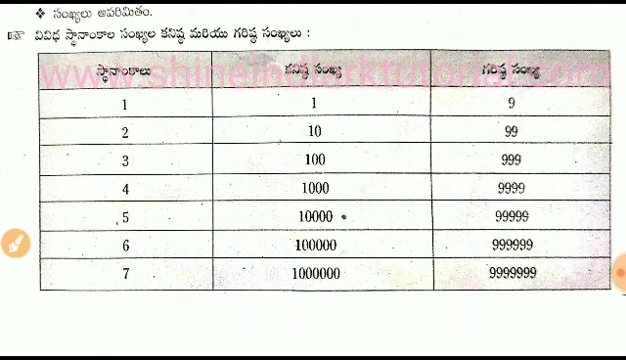 ❖ సంఖ్యలు అపరిమితం.
☞ వివిధ స్థానాంకాల సంఖ్యల కనిష్ఠ మరియు గరిష్ఠ సంఖ్యలు :
స్థానాంకాలు కనిష్ఠ సంఖ్య గరిష్ఠ సంఖ్య
www.shineindiarktutorial.com
1 1 9
2 10 99
3 100 999
4 1000 9999
5 10000 99999
6 100000 999999
7 1000000 9999999